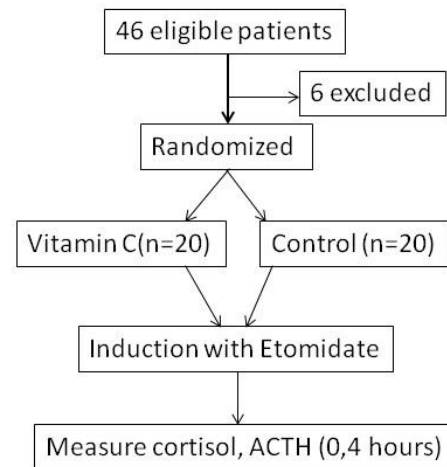 46 eligible patients
6 excluded
Randomized
Vitamin C(n=20)
Control (n=20)
Induction with Etomidate
Measure cortisol, ACTH (0,4 hours)